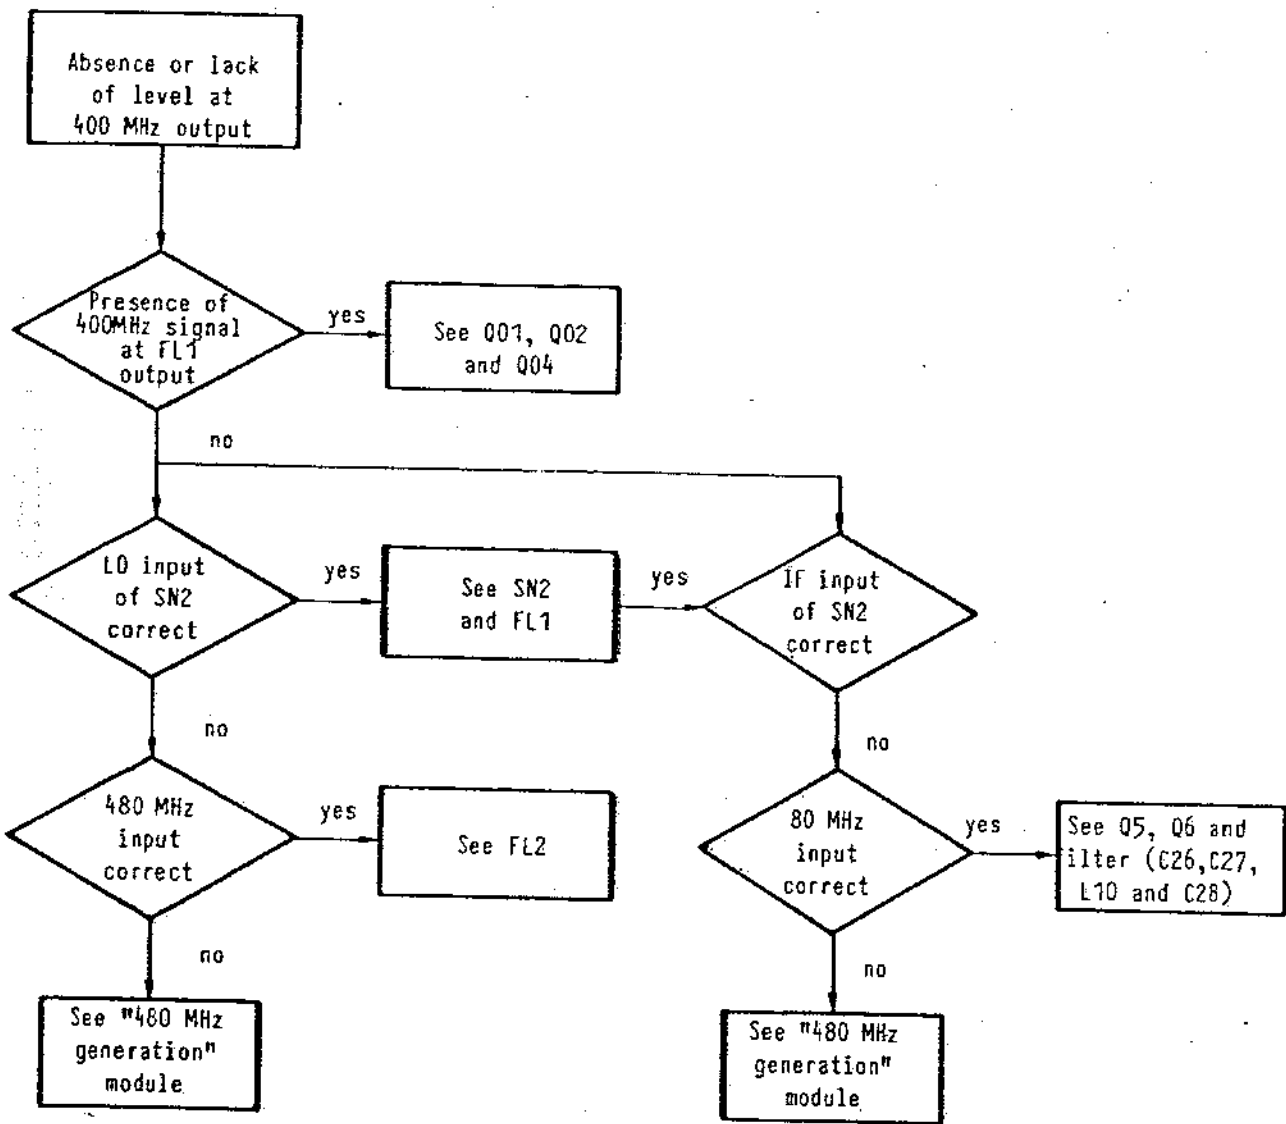 Absence or lack
of level at
400 MHz output
Presence of
400MHz signal
at FL1
output
yes
See Q01, Q02
and Q04
no
LO input
of SN2
correct
yes
See SN2
and FL1
yes
IF input
of SN2
correct
no
no
480 MHz
input
correct
yes
See FL2
80 MHz
input
correct
yes
See Q5, Q6 and
ilter (C26,C27,
L10 and C28)
no
no
See "480 MHz
generation"
module
See "480 MHz
generation"
module